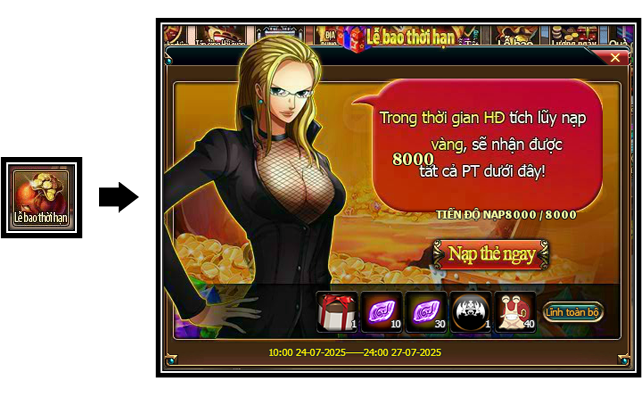 Lễ bao thời hạn
Lễ bao thời hạn
Trong thời gian HĐ tích lũy nạp
vàng, sẽ nhận được
8000
tất cả PT dưới đây!
TIẾN ĐỘ NẠP8000 / 8000
Nạp thẻ ngay
1
10
30
1
40
Lĩnh toàn bộ
10:00 24-07-2025-----24:00 27-07-2025